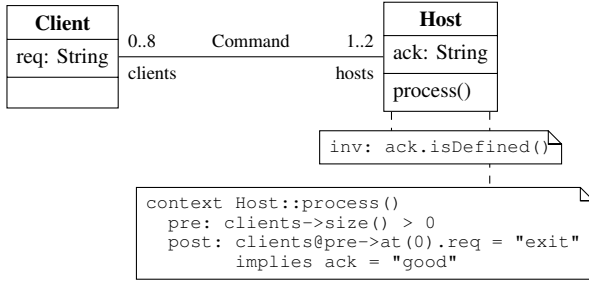 Client
req: String
0..8 Command 1..2
clients hosts
Host
ack: String
process()
inv: ack.isDefined()
context Host::process()
pre: clients->size() > 0
post: clients@pre->at(0).req = "exit"
implies ack = "good"